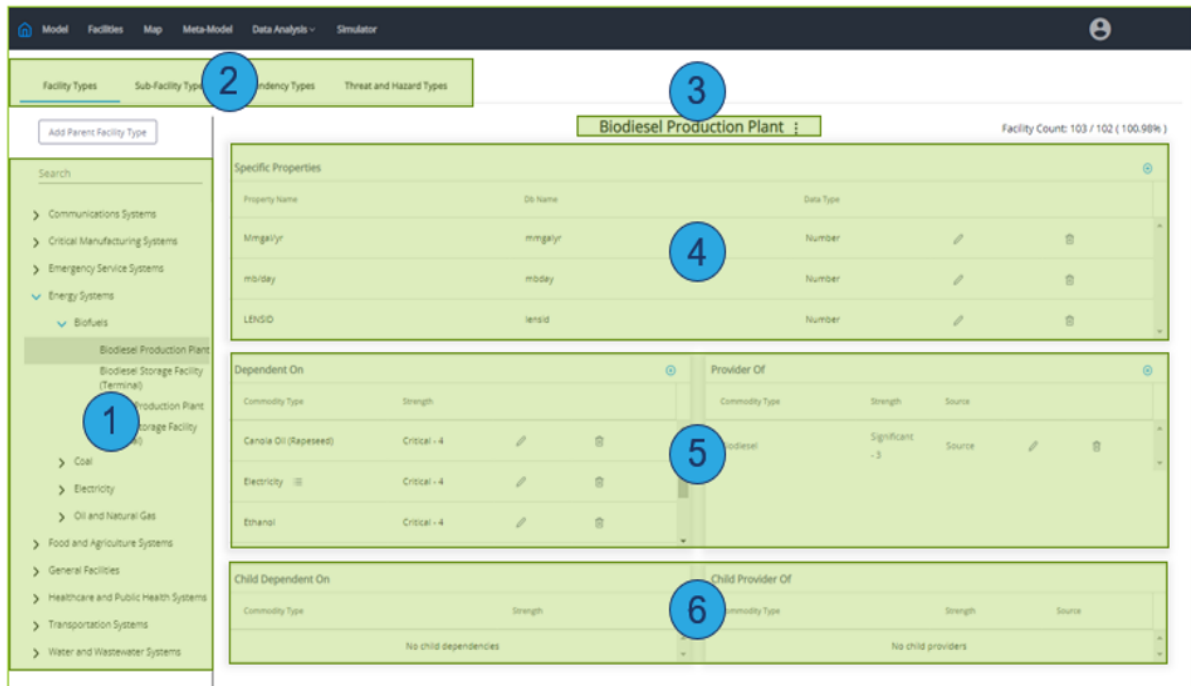 Model Facilities Map Meta-Model Data Analysis Simulator
Facility Types Sub-Facility Type 2 ndency Types Threat and Hazard Types
3
Add Parent Facility Type
Biodiesel Production Plant
Facility Count: 103 / 102 ( 100.98% )
Search
Communications Systems
Critical Manufacturing Systems
Emergency Service Systems
Energy Systems
Biofuels
Biodiesel Production Plant
Biodiesel Storage Facility
(Terminal)
Production Plant
1
torage Facility
Coal
Electricity
Oil and Natural Gas
Food and Agriculture Systems
General Facilities
Healthcare and Public Health Systems
Transportation Systems
Water and Wastewater Systems
Specific Properties
Property Name Db Name Data Type
Mmgal/yr mmgalyr Number
4
mb/day mbday Number
LENSID lensid Number
Dependent On
Commodity Type Strength
Canola Oil (Rapeseed) Critical - 4
Electricity Critical - 4
Ethanol Critical - 4
5
Provider Of
Commodity Type Strength Source
iodiesel Significant - 3 Source
Child Dependent On
Commodity Type Strength
No child dependencies
6
Child Provider Of
ommodity Type Strength Source
No child providers